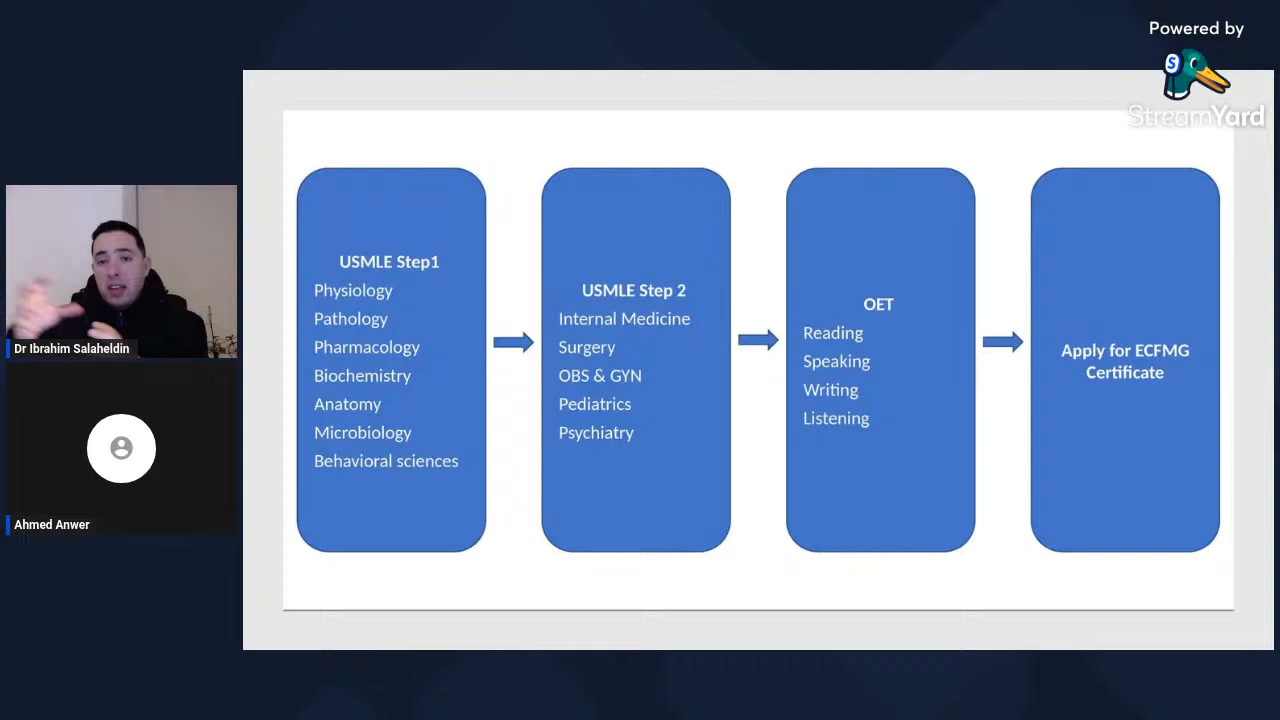 Powered by
S
StreamYard
Dr Ibrahim Salaheldin
Ahmed Anwer
USMLE Step1
Physiology
Pathology
Pharmacology
Biochemistry
Anatomy
Microbiology
Behavioral sciences
USMLE Step 2
Internal Medicine
Surgery
OBS & GYN
Pediatrics
Psychiatry
OET
Reading
Speaking
Writing
Listening
Apply for ECFMG
Certificate